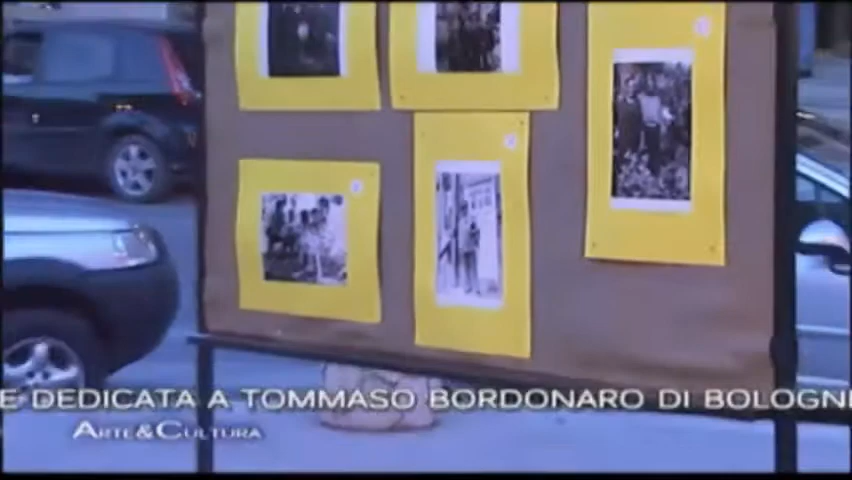 E DEDICATA A TOMMASO BORDONARO DI BOLOGNE
ARTE&CULTURA